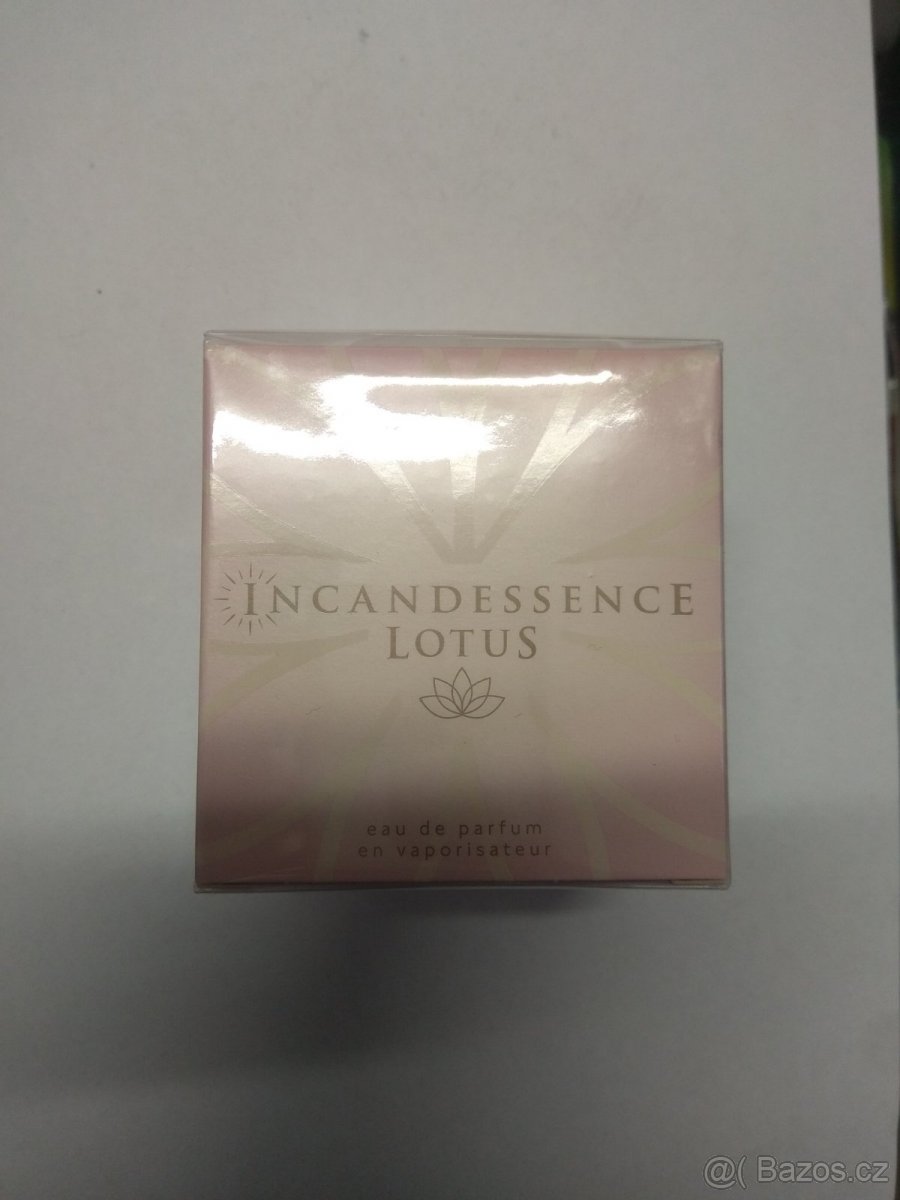 INCANDESSENCE
LOTUS
eau de parfum
en vaporisateur
@( Bazos.cz